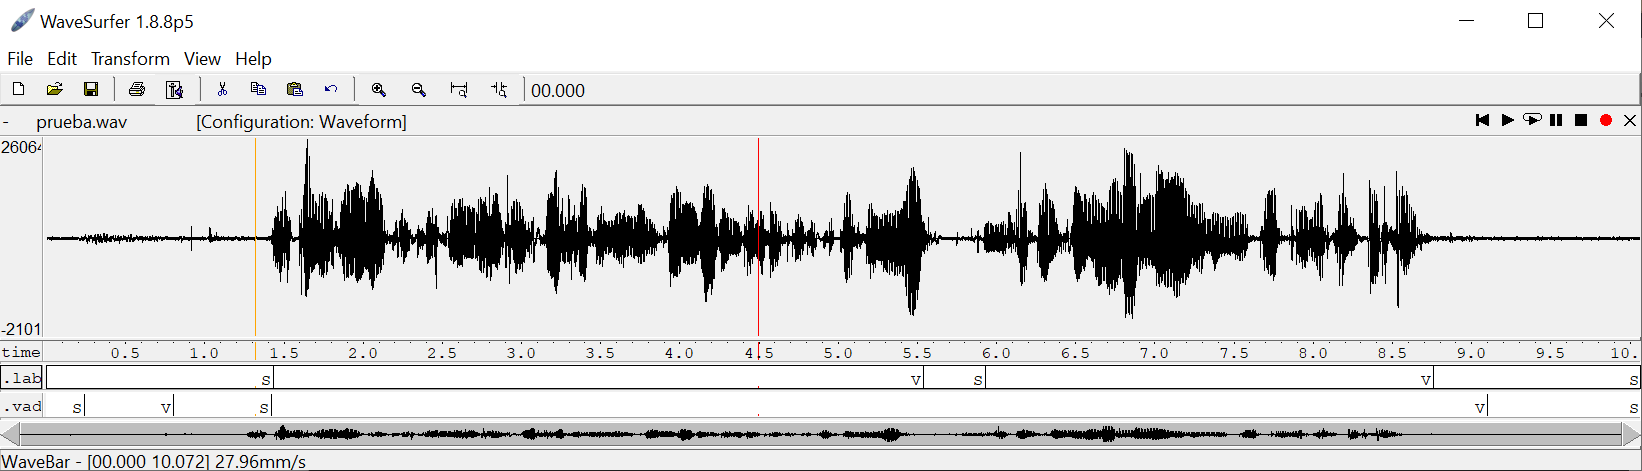 WaveSurfer 1.8.8p5
File Edit Transform View Help
00.000
- prueba.wav [Configuration: Waveform]
26064
-2101
time 0.5 1.0 1.5 2.0 2.5 3.0 3.5 4.0 4.5 5.0 5.5 6.0 6.5 7.0 7.5 8.0 8.5 9.0 9.5 10.
.lab s v s v s
.vad s v s v s
WaveBar - [00.000 10.072] 27.96mm/s